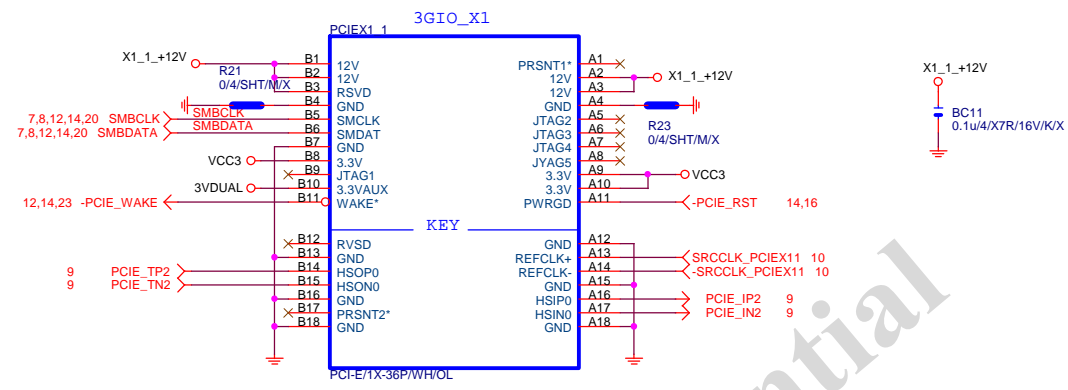 3GIO_X1
PCIEX1_1
X1_1_+12V
R21
0/4/SHT/M/X
B1 12V
B2 12V
B3 RSVD
B4 GND
7,8,12,14,20 SMBCLK SMBCLK B5 SMCLK
7,8,12,14,20 SMBDATA SMBDATA B6 SMDAT
B7 GND
VCC3 B8 3.3V
B9 JTAG1
3VDUAL B10 3.3VAUX
12,14,23 -PCIE_WAKE B11 WAKE*
KEY
B12 RVSD
B13 GND
9 PCIE_TP2 B14 HSOP0
9 PCIE_TN2 B15 HSON0
B16 GND
B17 PRSNT2*
B18 GND
PRSNT1* A1
12V A2 X1_1_+12V
12V A3
GND A4
R23
0/4/SHT/M/X
JTAG2 A5
JTAG3 A6
JTAG4 A7
JYAG5 A8
3.3V A9 VCC3
3.3V A10
PWRGD A11 -PCIE_RST 14,16
GND A12
REFCLK+ A13 SRCCLK_PCIEX11 10
REFCLK- A14 -SRCCLK_PCIEX11 10
GND A15
HSIP0 A16 PCIE_IP2 9
HSIN0 A17 PCIE_IN2 9
GND A18
PCI-E/1X-36P/WH/OL
X1_1_+12V
BC11
0.1u/4/X7R/16V/K/X
ential